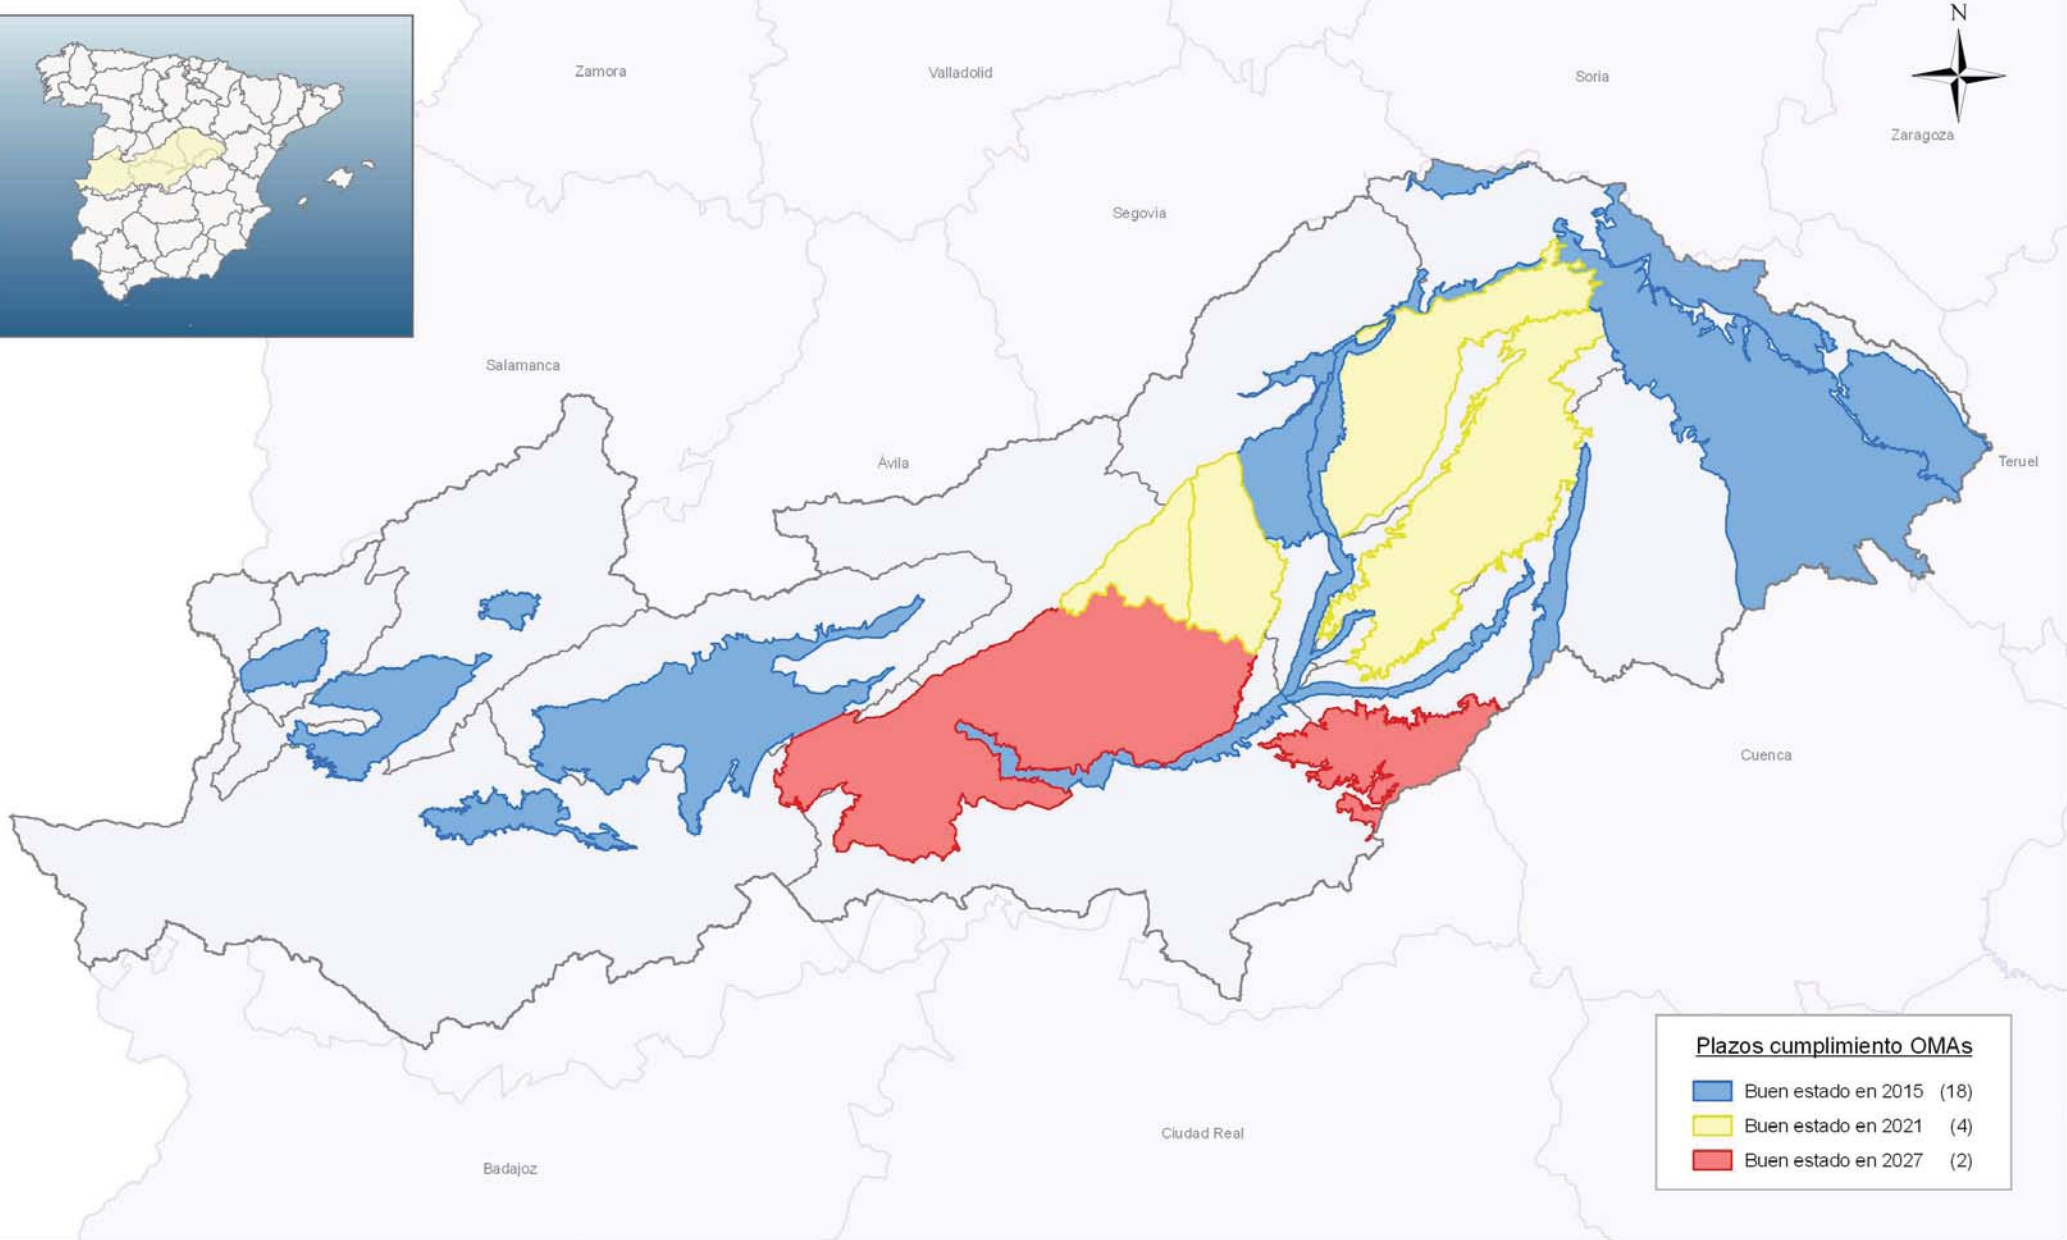 N
Zamora
Valladolid
Soria
Zaragoza
Segovia
Salamanca
Ávila
Teruel
Cuenca
Ciudad Real
Badajoz
Plazos cumplimiento OMAs
Buen estado en 2015 (18)
Buen estado en 2021 (4)
Buen estado en 2027 (2)